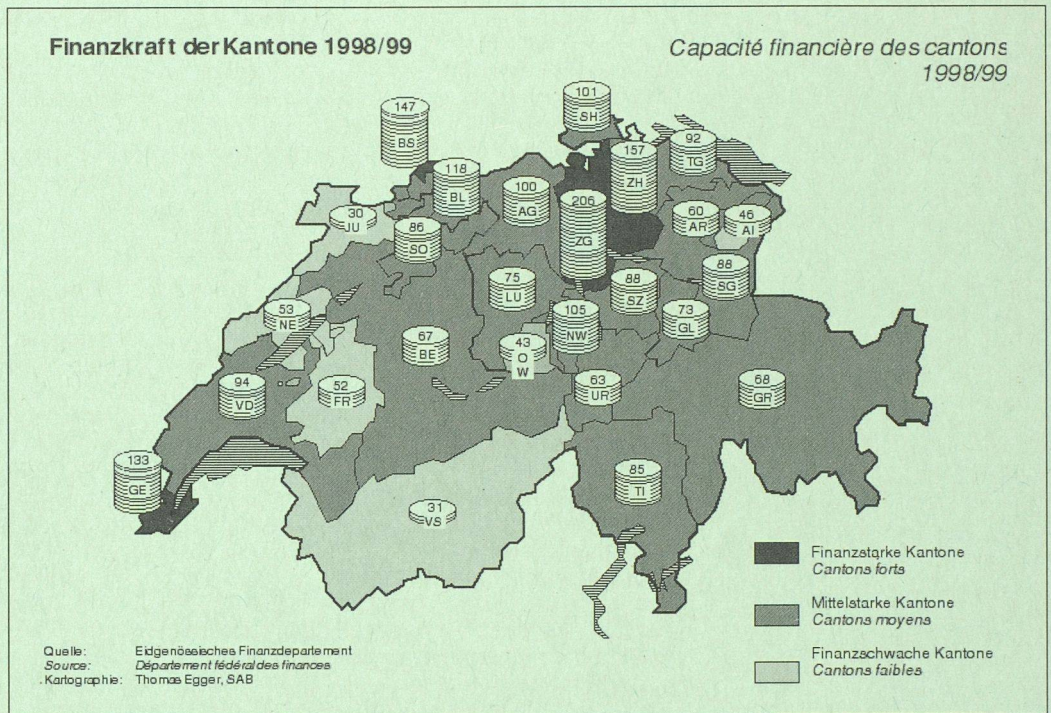 Finanzkraft der Kantone 1998/99
Capacité financière des cantons
1998/99
147
BS
101
SH
118
BL
100
AG
157
ZH
92
TG
206
ZG
60
AR
46
AI
30
JU
86
SO
75
LU
88
SZ
88
SG
53
NE
67
BE
43
O
W
105
NW
73
GL
94
VD
52
FR
63
UR
68
GR
133
GE
31
VS
85
TI
Finanzstarke Kantone
Cantons forts
Mittelstarke Kantone
Cantons moyens
Finanzschwache Kantone
Cantons faibles
Quelle: Eidgenössisches Finanzdepartement
Source: Département fédéral des finances
Kartographie: Thomas Egger, SAB